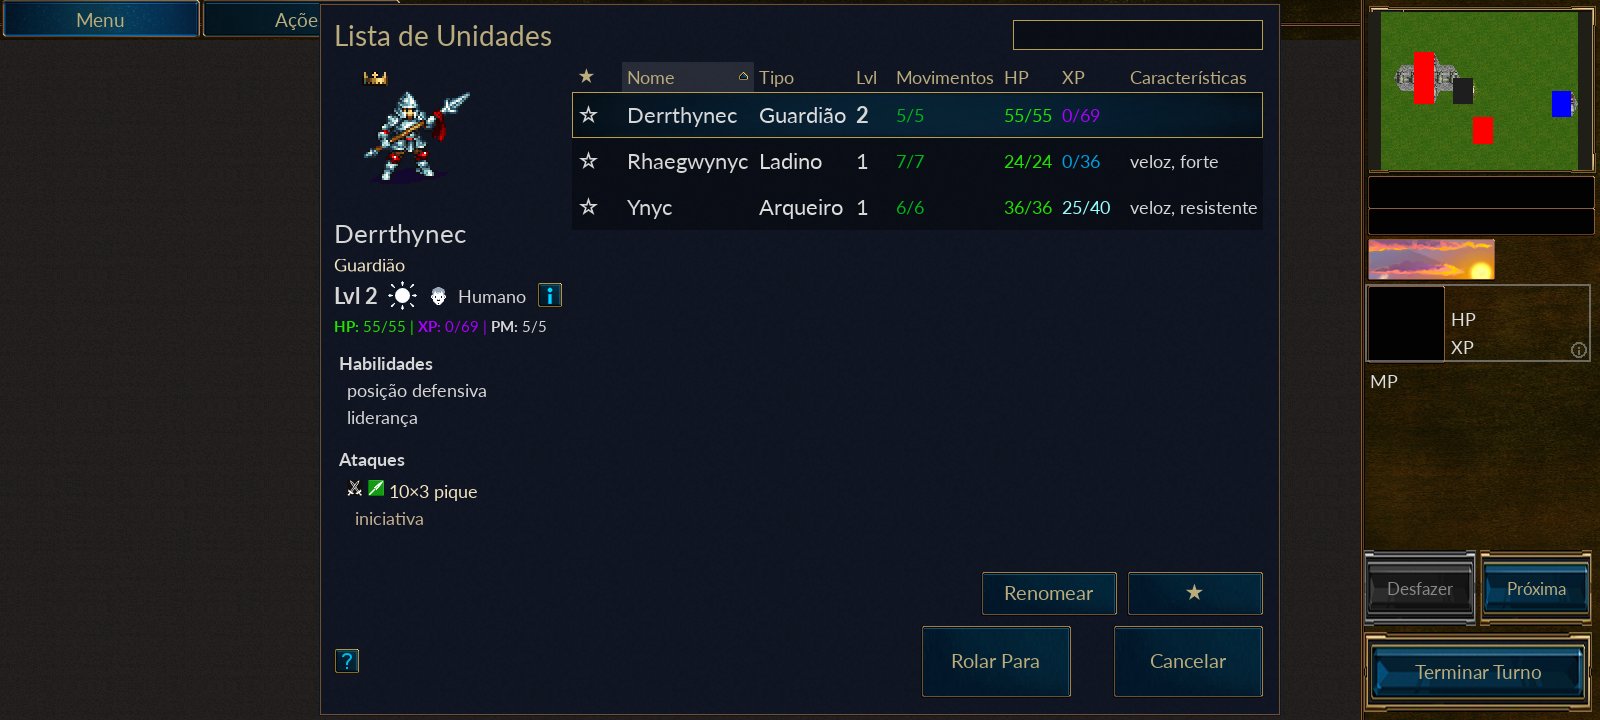 Menu
Açõe
Lista de Unidades
★ Nome Tipo Lvl Movimentos HP XP Características
☆ Derrthynec Guardião 2 5/5 55/55 0/69
☆ Rhaegwynyc Ladino 1 7/7 24/24 0/36 veloz, forte
☆ Ynyc Arqueiro 1 6/6 36/36 25/40 veloz, resistente
Derrthynec
Guardião
Lvl 2 Humano i
HP: 55/55 | XP: 0/69 | PM: 5/5
Habilidades
posição defensiva
liderança
Ataques
10×3 pique
iniciativa
Renomear ★
? Rolar Para Cancelar
HP
XP
MP
Desfazer Próxima
Terminar Turno